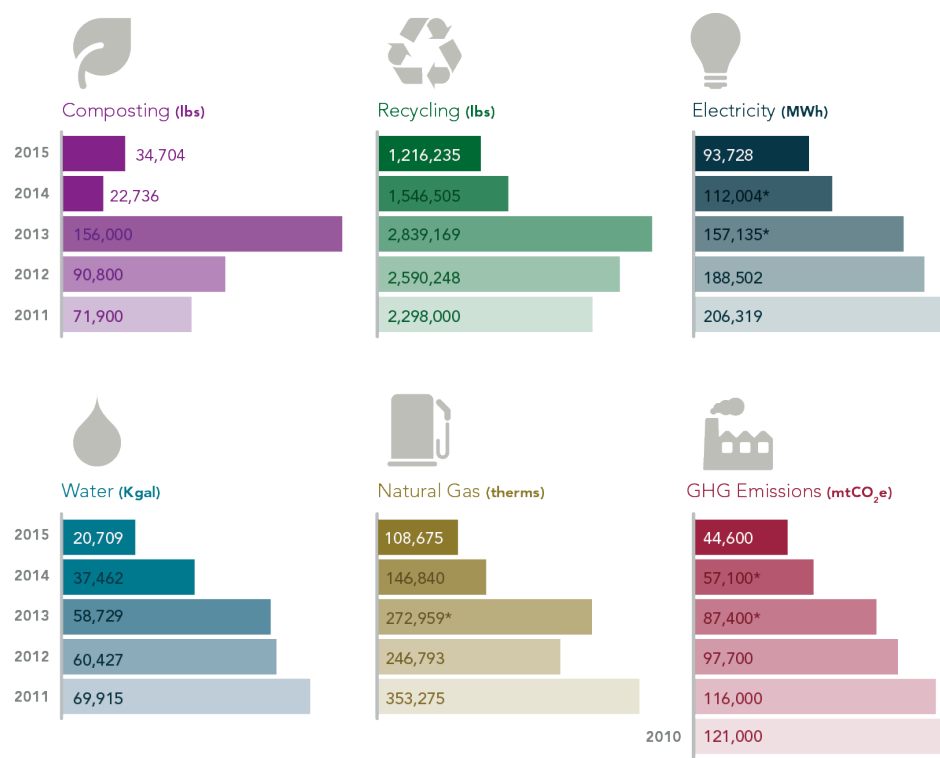 Composting (lbs) Recycling (lbs) Electricity (MWh)
2015 34,704 1,216,235 93,728
2014 22,736 1,546,505 112,004*
2013 156,000 2,839,169 157,135*
2012 90,800 2,590,248 188,502
2011 71,900 2,298,000 206,319
Water (Kgal) Natural Gas (therms) GHG Emissions (mtCO₂e)
2015 20,709 108,675 44,600
2014 37,462 146,840 57,100*
2013 58,729 272,959* 87,400*
2012 60,427 246,793 97,700
2011 69,915 353,275 116,000
2010 121,000